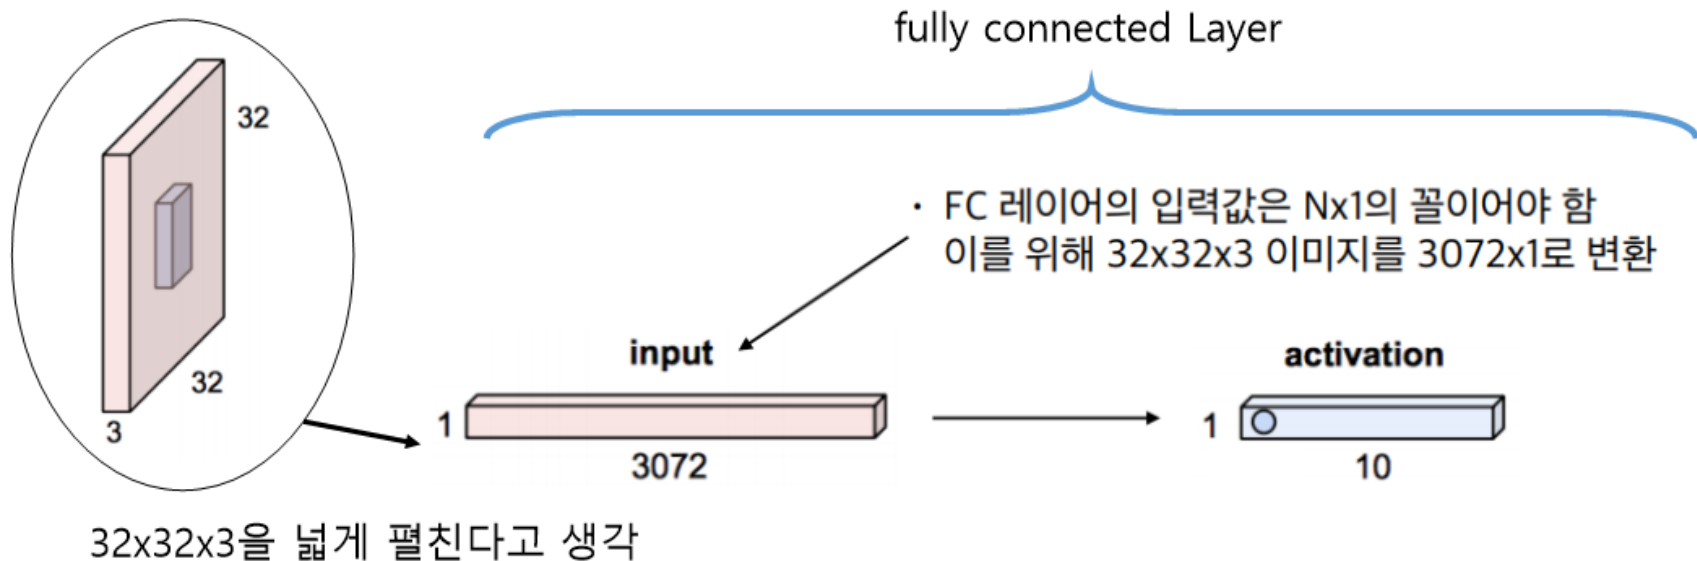 fully connected Layer
32
32
3
· FC 레이어의 입력값은 Nx1의 꼴이어야 함
이를 위해 32x32x3 이미지를 3072x1로 변환
input
1
3072
activation
1
10
32x32x3을 넓게 펼친다고 생각